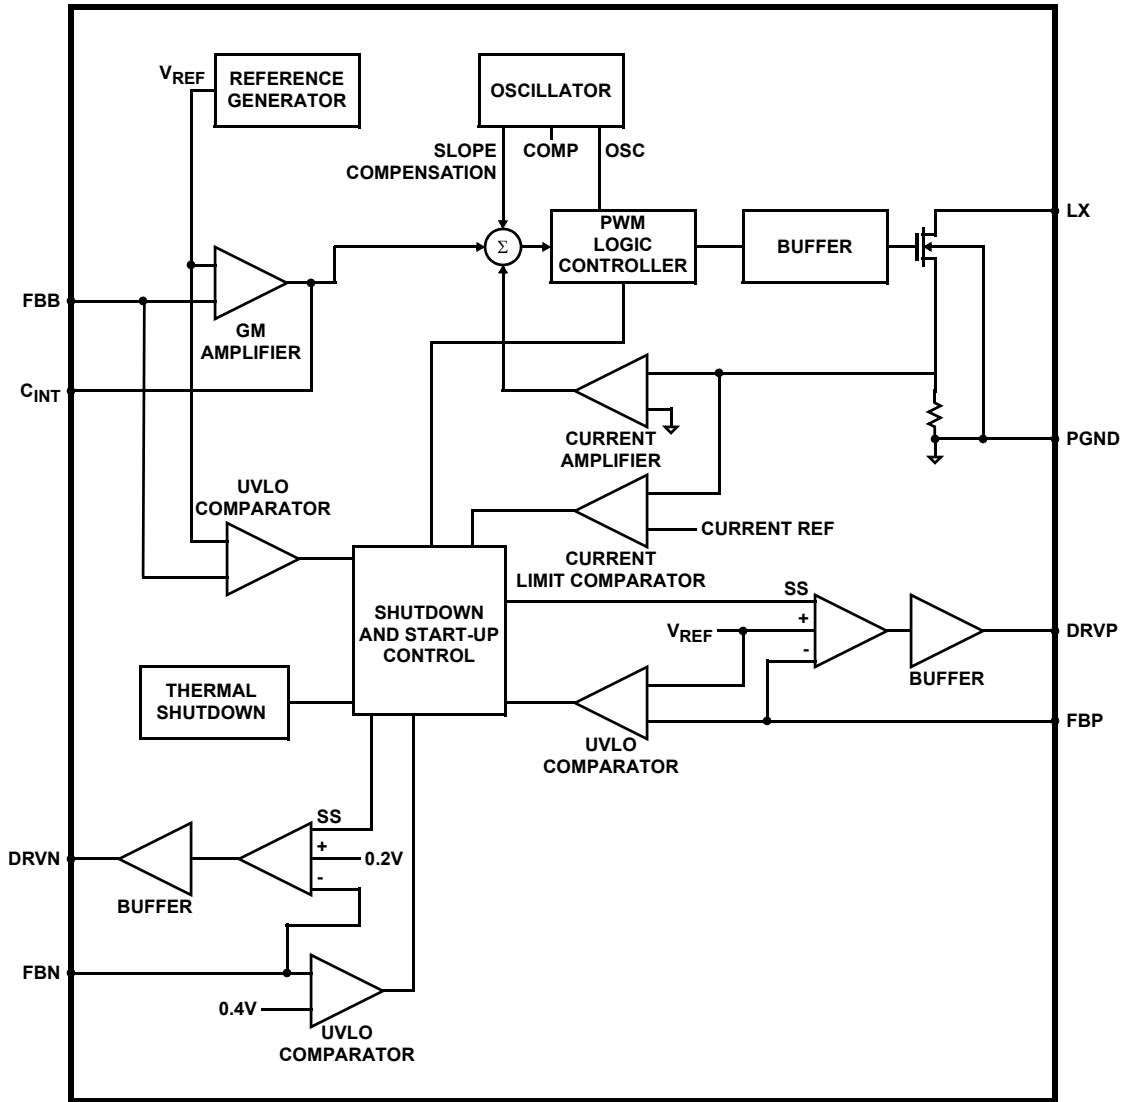 VREF
REFERENCE
GENERATOR
OSCILLATOR
SLOPE
COMPENSATION
COMP
OSC
PWM
LOGIC
CONTROLLER
BUFFER
LX
Σ
FBB
GM
AMPLIFIER
CINT
CURRENT
AMPLIFIER
PGND
UVLO
COMPARATOR
CURRENT REF
CURRENT
LIMIT COMPARATOR
SHUTDOWN
AND START-UP
CONTROL
SS
VREF
+
-
DRVP
BUFFER
THERMAL
SHUTDOWN
FBP
UVLO
COMPARATOR
SS
+
0.2V
-
DRVN
BUFFER
FBN
0.4V
UVLO
COMPARATOR